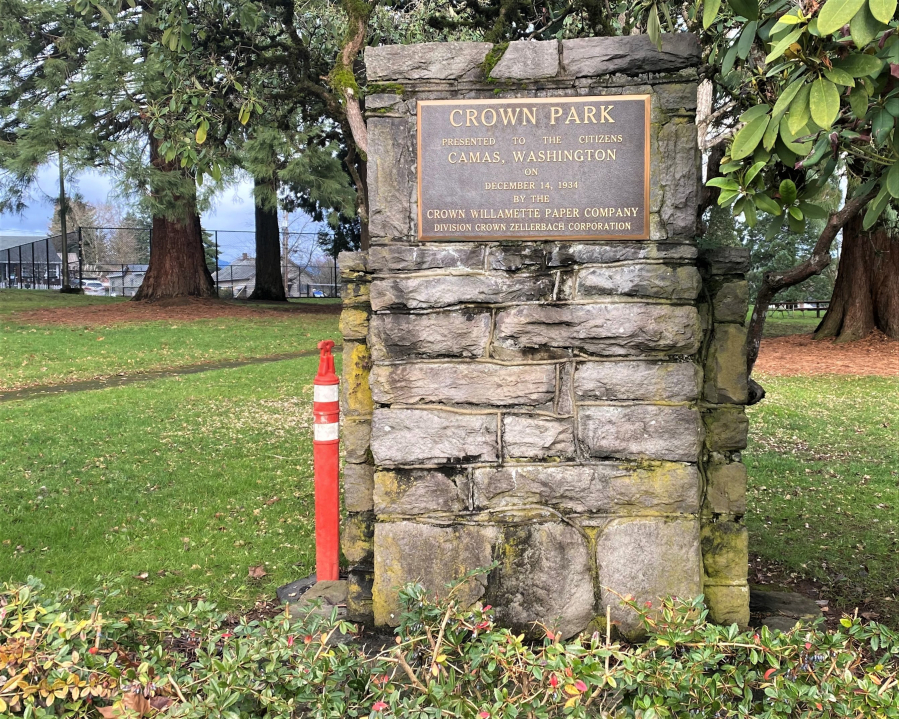 CROWN PARK
PRESENTED TO THE CITIZENS
CAMAS, WASHINGTON
ON
DECEMBER 14, 1934
BY THE
CROWN WILLAMETTE PAPER COMPANY
DIVISION CROWN ZELLERBACH CORPORATION